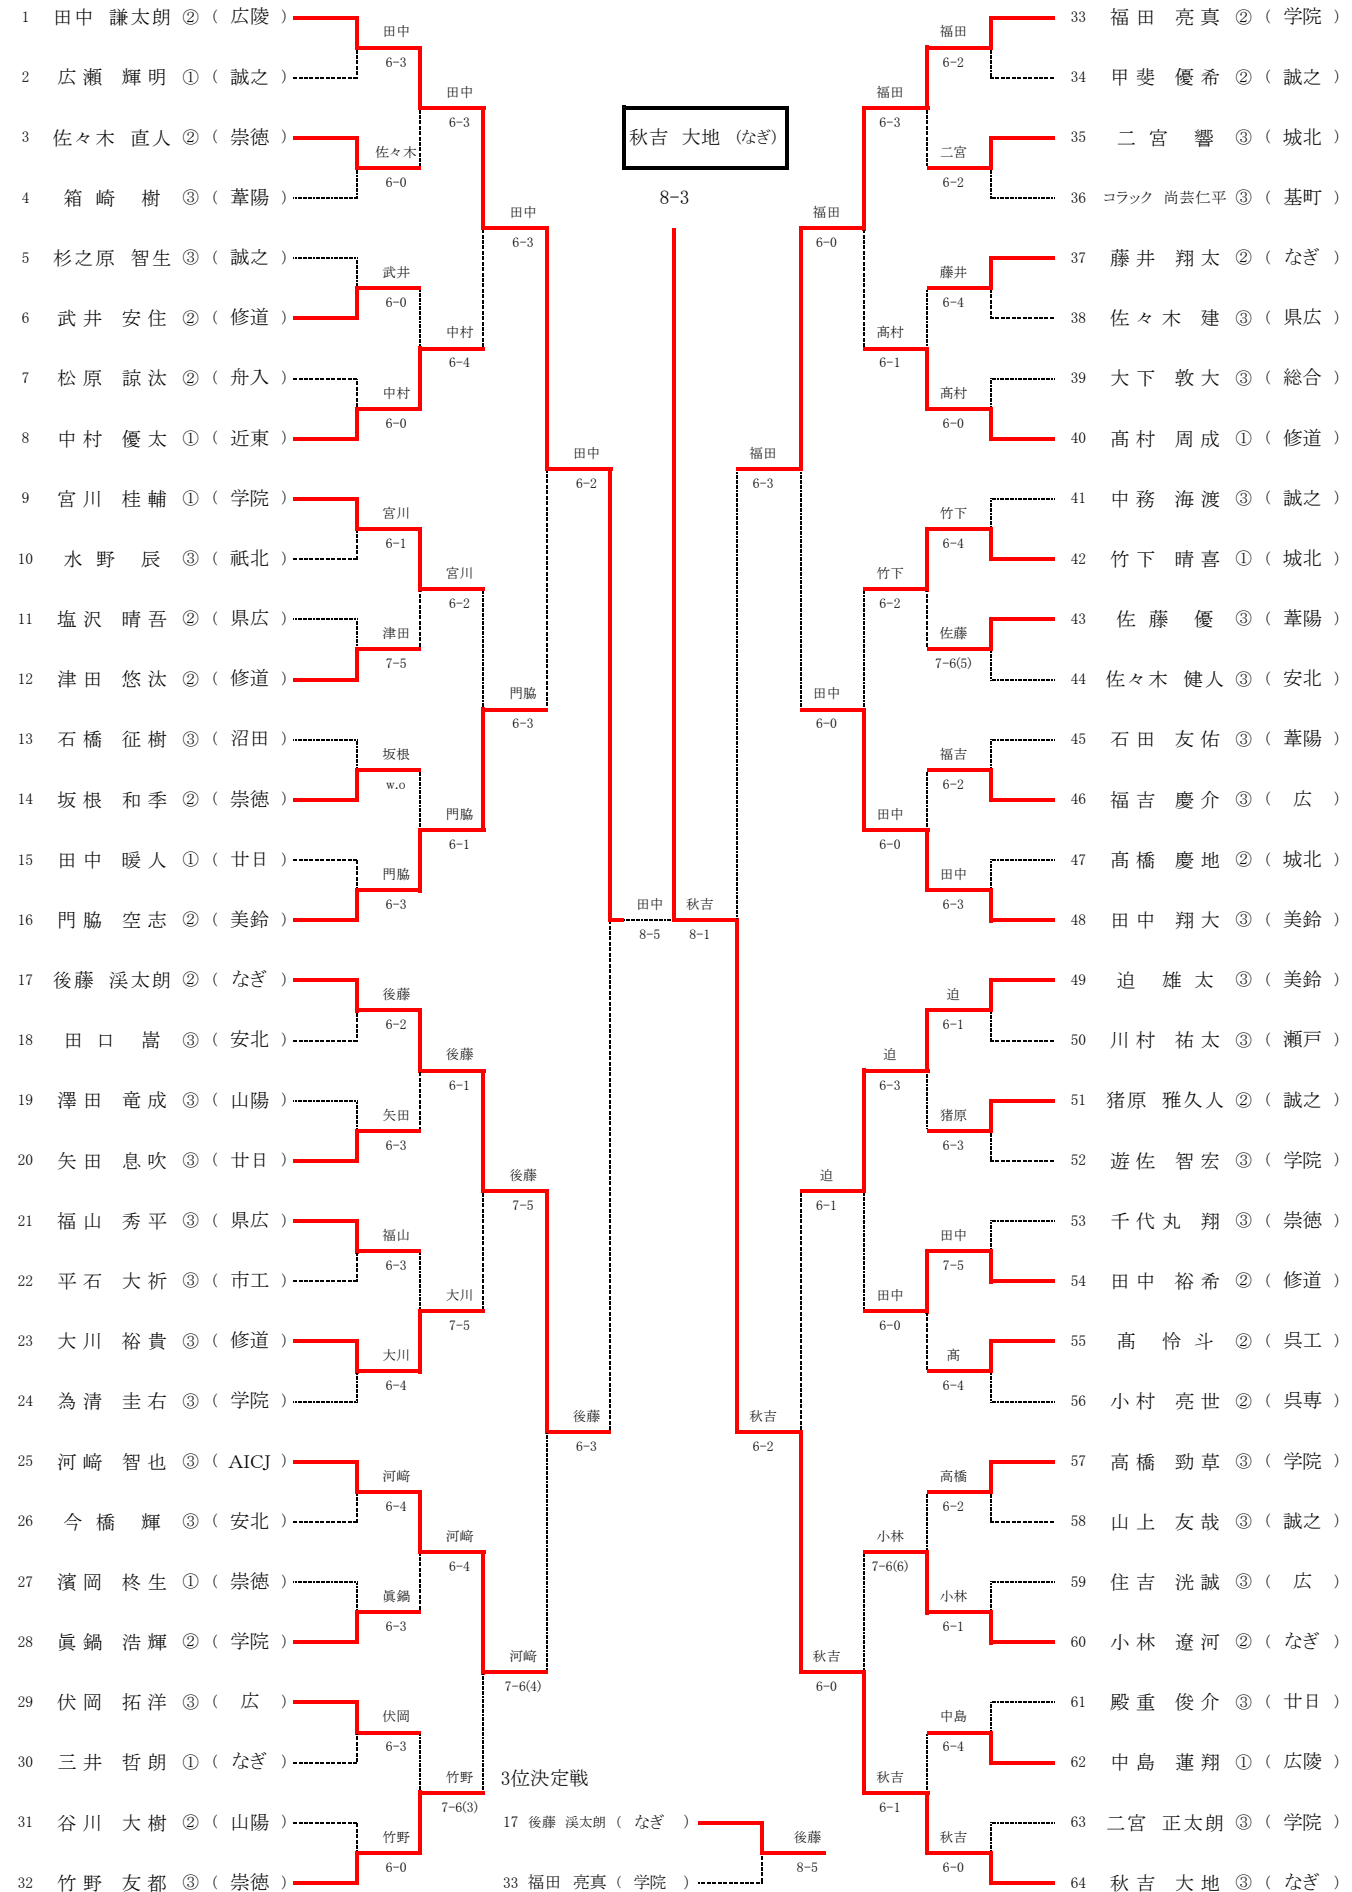 1 田中 謙太朗 ② ( 広陵 )
2 広瀬 輝明 ① ( 誠之 )
3 佐々木 直人 ② ( 崇徳 )
4 箱崎 樹 ③ ( 葦陽 )
5 杉之原 智生 ③ ( 誠之 )
6 武井 安住 ② ( 修道 )
7 松原 諒汰 ② ( 舟入 )
8 中村 優太 ① ( 近東 )
9 宮川 桂輔 ① ( 学院 )
10 水野 辰 ③ ( 祇北 )
11 塩沢 晴吾 ② ( 県広 )
12 津田 悠汰 ② ( 修道 )
13 石橋 征樹 ③ ( 沼田 )
14 坂根 和季 ② ( 崇徳 )
15 田中 暖人 ① ( 廿日 )
16 門脇 空志 ② ( 美鈴 )
17 後藤 渓太朗 ② ( なぎ )
18 田口 嵩 ③ ( 安北 )
19 澤田 竜成 ③ ( 山陽 )
20 矢田 息吹 ③ ( 廿日 )
21 福山 秀平 ③ ( 県広 )
22 平石 大祈 ③ ( 市工 )
23 大川 裕貴 ③ ( 修道 )
24 為清 圭右 ③ ( 学院 )
25 河﨑 智也 ③ ( AICJ )
26 今橋 輝 ③ ( 安北 )
27 濱岡 柊生 ① ( 崇徳 )
28 眞鍋 浩輝 ② ( 学院 )
29 伏岡 拓洋 ③ ( 広 )
30 三井 哲朗 ① ( なぎ )
31 谷川 大樹 ② ( 山陽 )
32 竹野 友都 ③ ( 崇徳 )
田中
6-3
佐々木
6-0
武井
6-0
中村
6-0
宮川
6-1
津田
7-5
坂根
w.o
門脇
6-3
後藤
6-2
矢田
6-3
福山
6-3
大川
6-4
河﨑
6-4
眞鍋
6-3
伏岡
6-3
竹野
6-0
田中
6-3
中村
6-4
宮川
6-2
門脇
6-1
後藤
6-1
大川
7-5
河﨑
6-4
竹野
7-6(3)
田中
6-3
門脇
6-3
後藤
7-5
河﨑
7-6(4)
田中
6-2
後藤
6-3
田中
8-5
秋吉 大地 (なぎ)
8-3
秋吉
8-1
福田
6-3
秋吉
6-2
福田
6-0
田中
6-0
迫
6-1
秋吉
6-0
福田
6-3
髙村
6-1
竹下
6-2
田中
6-0
迫
6-3
田中
6-0
小林
7-6(6)
秋吉
6-1
福田
6-2
二宮
6-2
藤井
6-4
髙村
6-0
竹下
6-4
佐藤
7-6(5)
福吉
6-2
田中
6-3
迫
6-1
猪原
6-3
田中
7-5
髙
6-4
高橋
6-2
小林
6-1
中島
6-4
秋吉
6-0
33 福田 亮真 ② ( 学院 )
34 甲斐 優希 ② ( 誠之 )
35 二宮 響 ③ ( 城北 )
36 コラック 尚芸仁平 ③ ( 基町 )
37 藤井 翔太 ② ( なぎ )
38 佐々木 建 ③ ( 県広 )
39 大下 敦大 ③ ( 総合 )
40 髙村 周成 ① ( 修道 )
41 中務 海渡 ③ ( 誠之 )
42 竹下 晴喜 ① ( 城北 )
43 佐藤 優 ③ ( 葦陽 )
44 佐々木 健人 ③ ( 安北 )
45 石田 友佑 ③ ( 葦陽 )
46 福吉 慶介 ③ ( 広 )
47 髙橋 慶地 ② ( 城北 )
48 田中 翔大 ③ ( 美鈴 )
49 迫 雄太 ③ ( 美鈴 )
50 川村 祐太 ③ ( 瀬戸 )
51 猪原 雅久人 ② ( 誠之 )
52 遊佐 智宏 ③ ( 学院 )
53 千代丸 翔 ③ ( 崇徳 )
54 田中 裕希 ② ( 修道 )
55 髙 怜斗 ② ( 呉工 )
56 小村 亮世 ② ( 呉専 )
57 高橋 勁草 ③ ( 学院 )
58 山上 友哉 ③ ( 誠之 )
59 住吉 洸誠 ③ ( 広 )
60 小林 遼河 ② ( なぎ )
61 殿重 俊介 ③ ( 廿日 )
62 中島 蓮翔 ① ( 広陵 )
63 二宮 正太朗 ③ ( 学院 )
64 秋吉 大地 ③ ( なぎ )
3位決定戦
17 後藤 渓太朗 ( なぎ )
33 福田 亮真 ( 学院 )
後藤
8-5